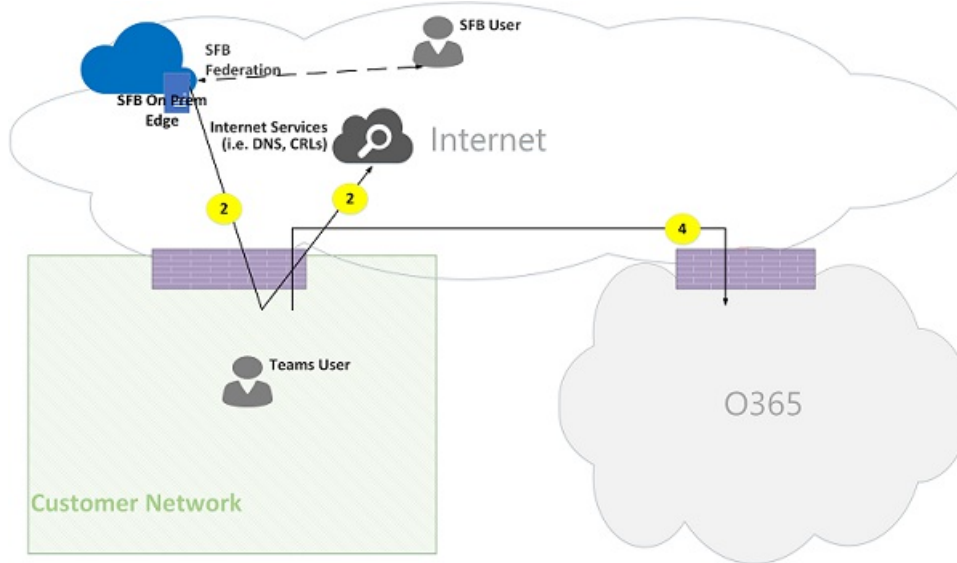 SFB User
SFB
Federation
SFB On Prem
Edge
Internet Services
(i.e. DNS, CRLs)
Internet
2
2
4
Teams User
O365
Customer Network